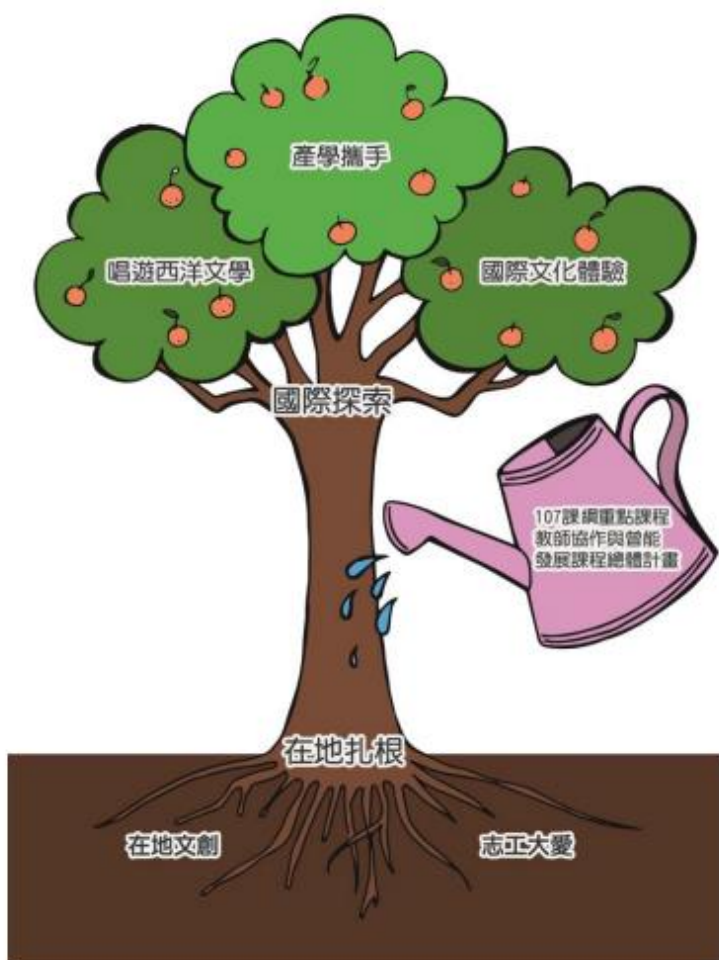 產學攜手
唱遊西洋文學
國際文化體驗
國際探索
107課綱重點課程
教師協作與曾能
發展課程總體計畫
在地扎根
在地文創
志工大愛